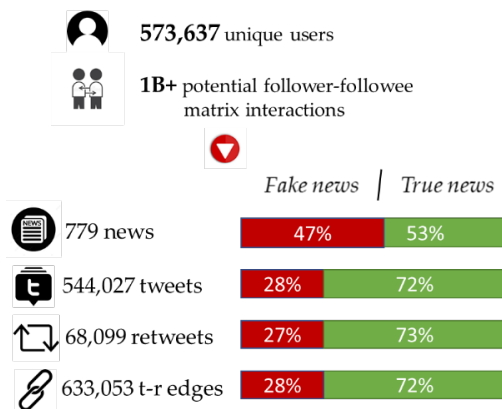 573,637 unique users
1B+ potential follower-followee
matrix interactions
Fake news | True news
NEWS
779 news
47% 53%
t
544,027 tweets
28% 72%
68,099 retweets
27% 73%
633,053 t-r edges
28% 72%